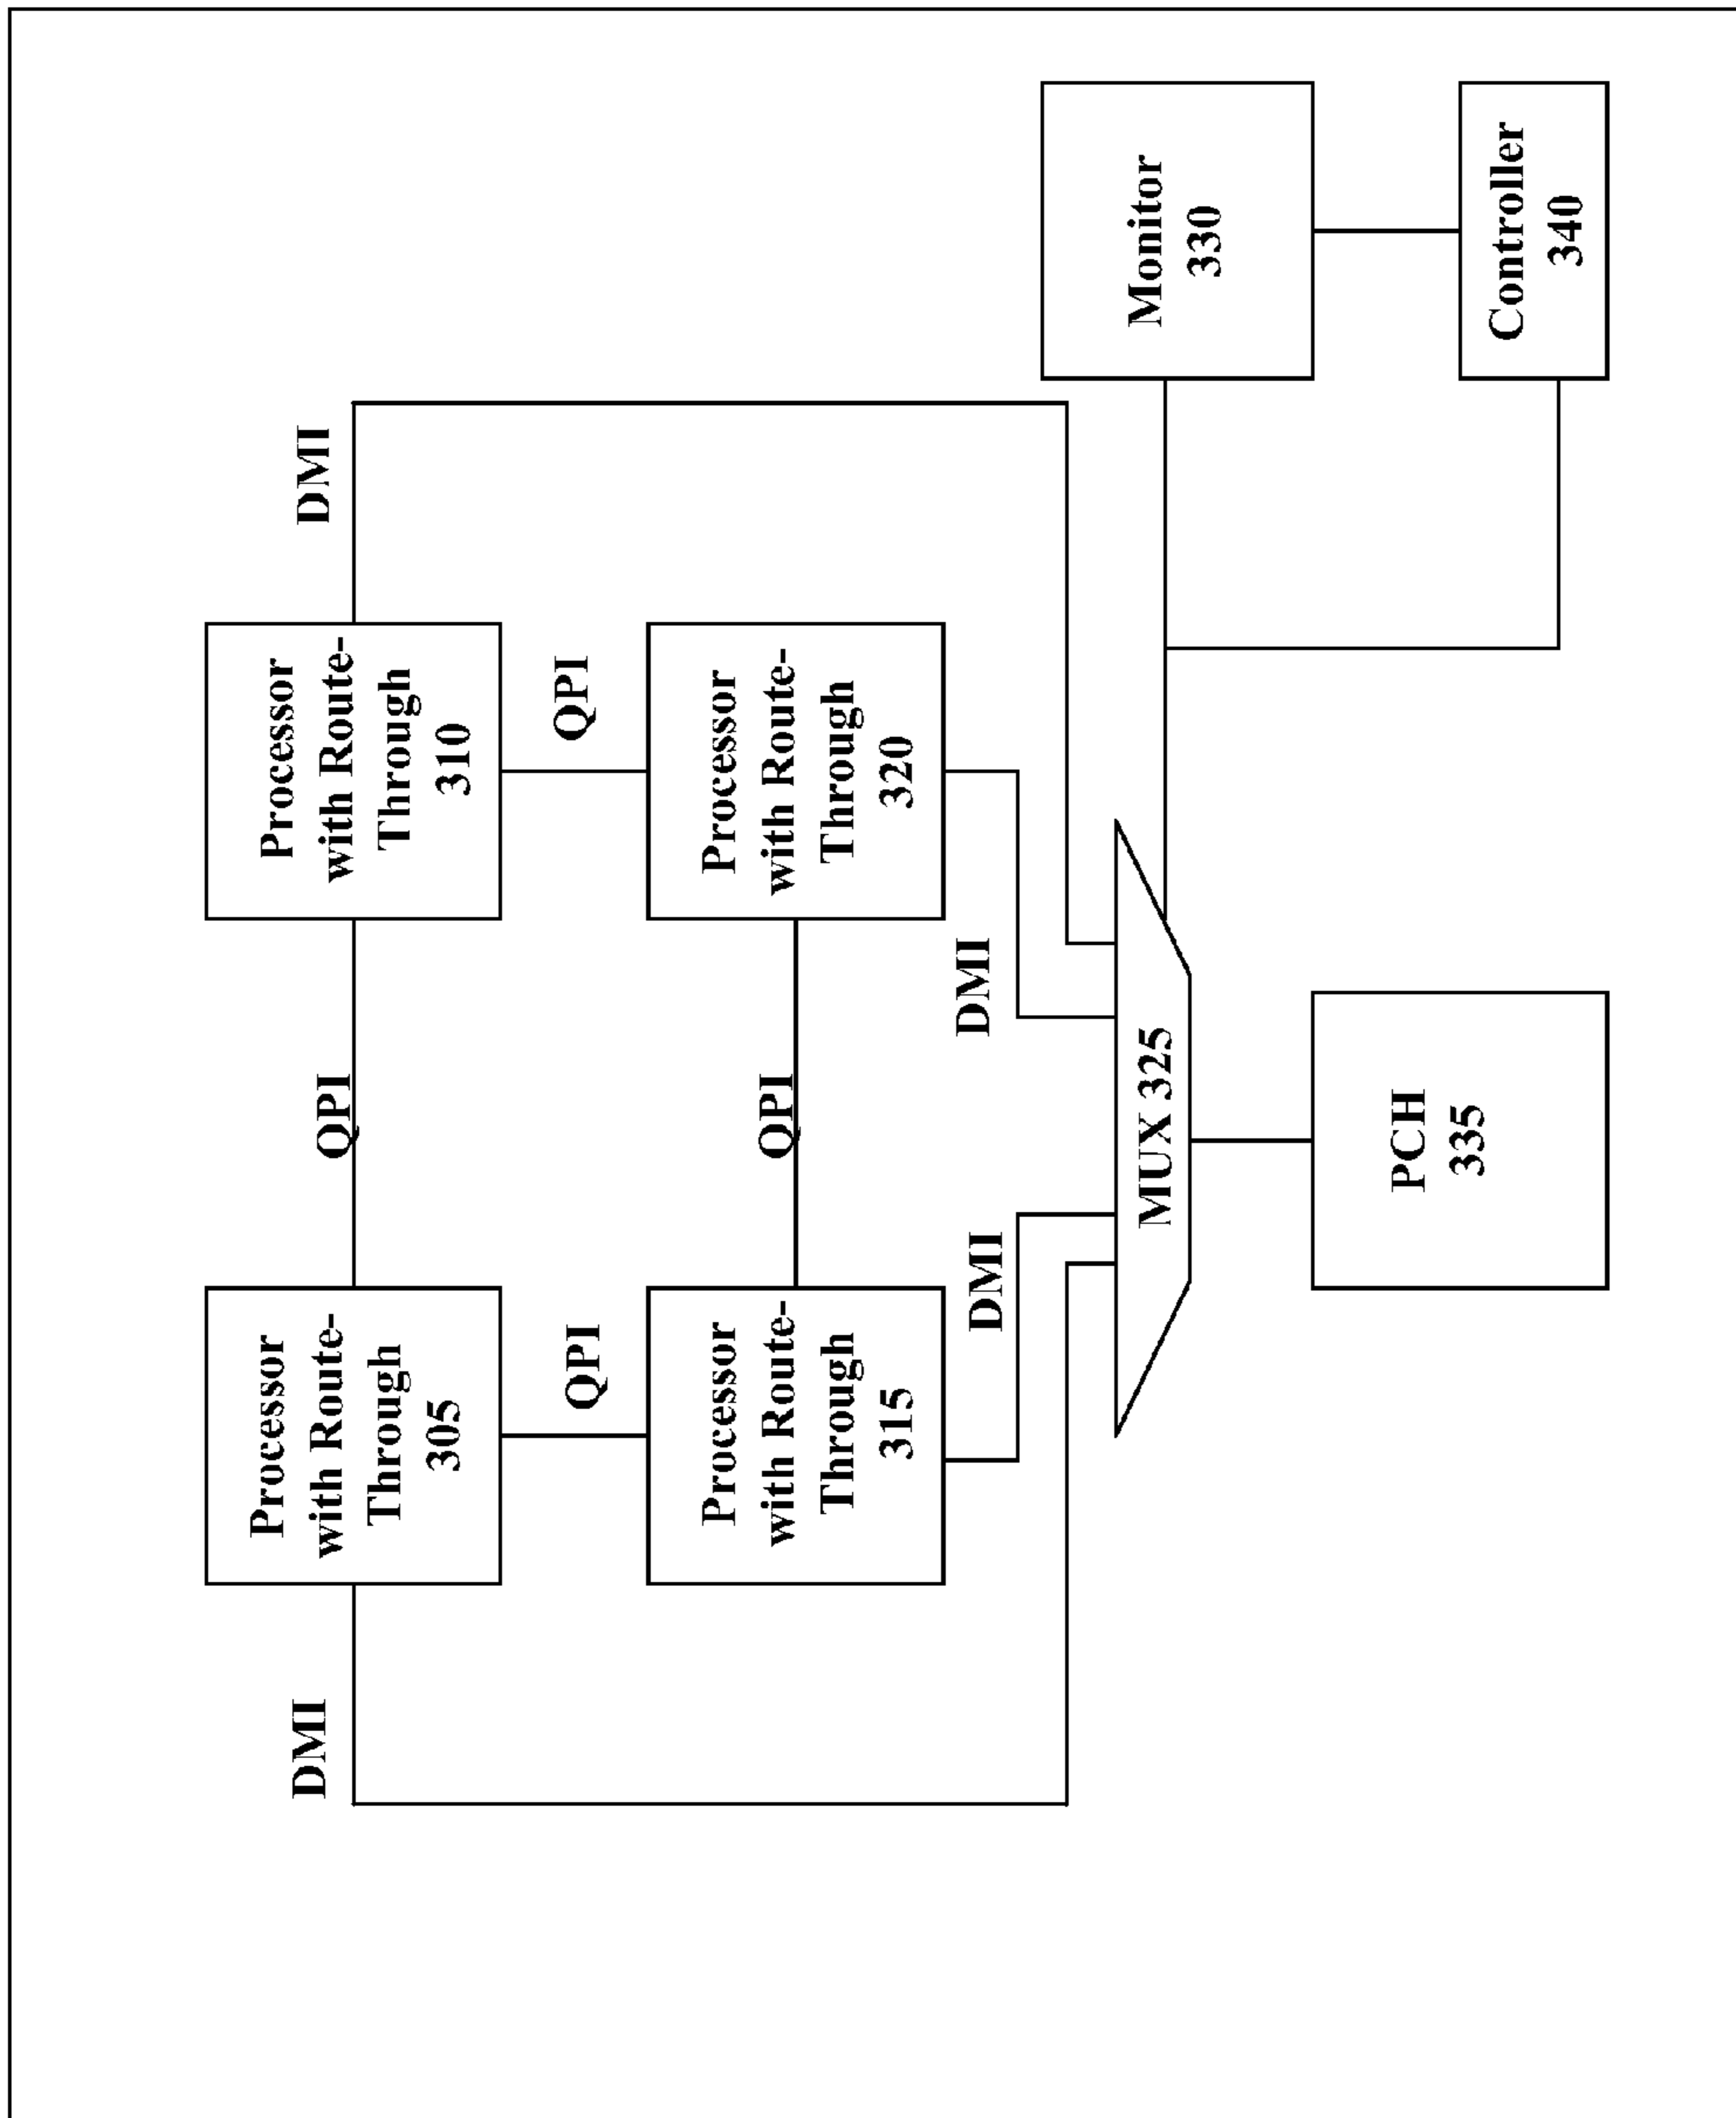 DMI
Processor
with Route-
Through
305
QPI
Processor
with Route-
Through
310
DMI
QPI
QPI
Processor
with Route-
Through
315
QPI
Processor
with Route-
Through
320
DMI
DMI
MUX 325
Monitor
330
PCH
335
Controller
340